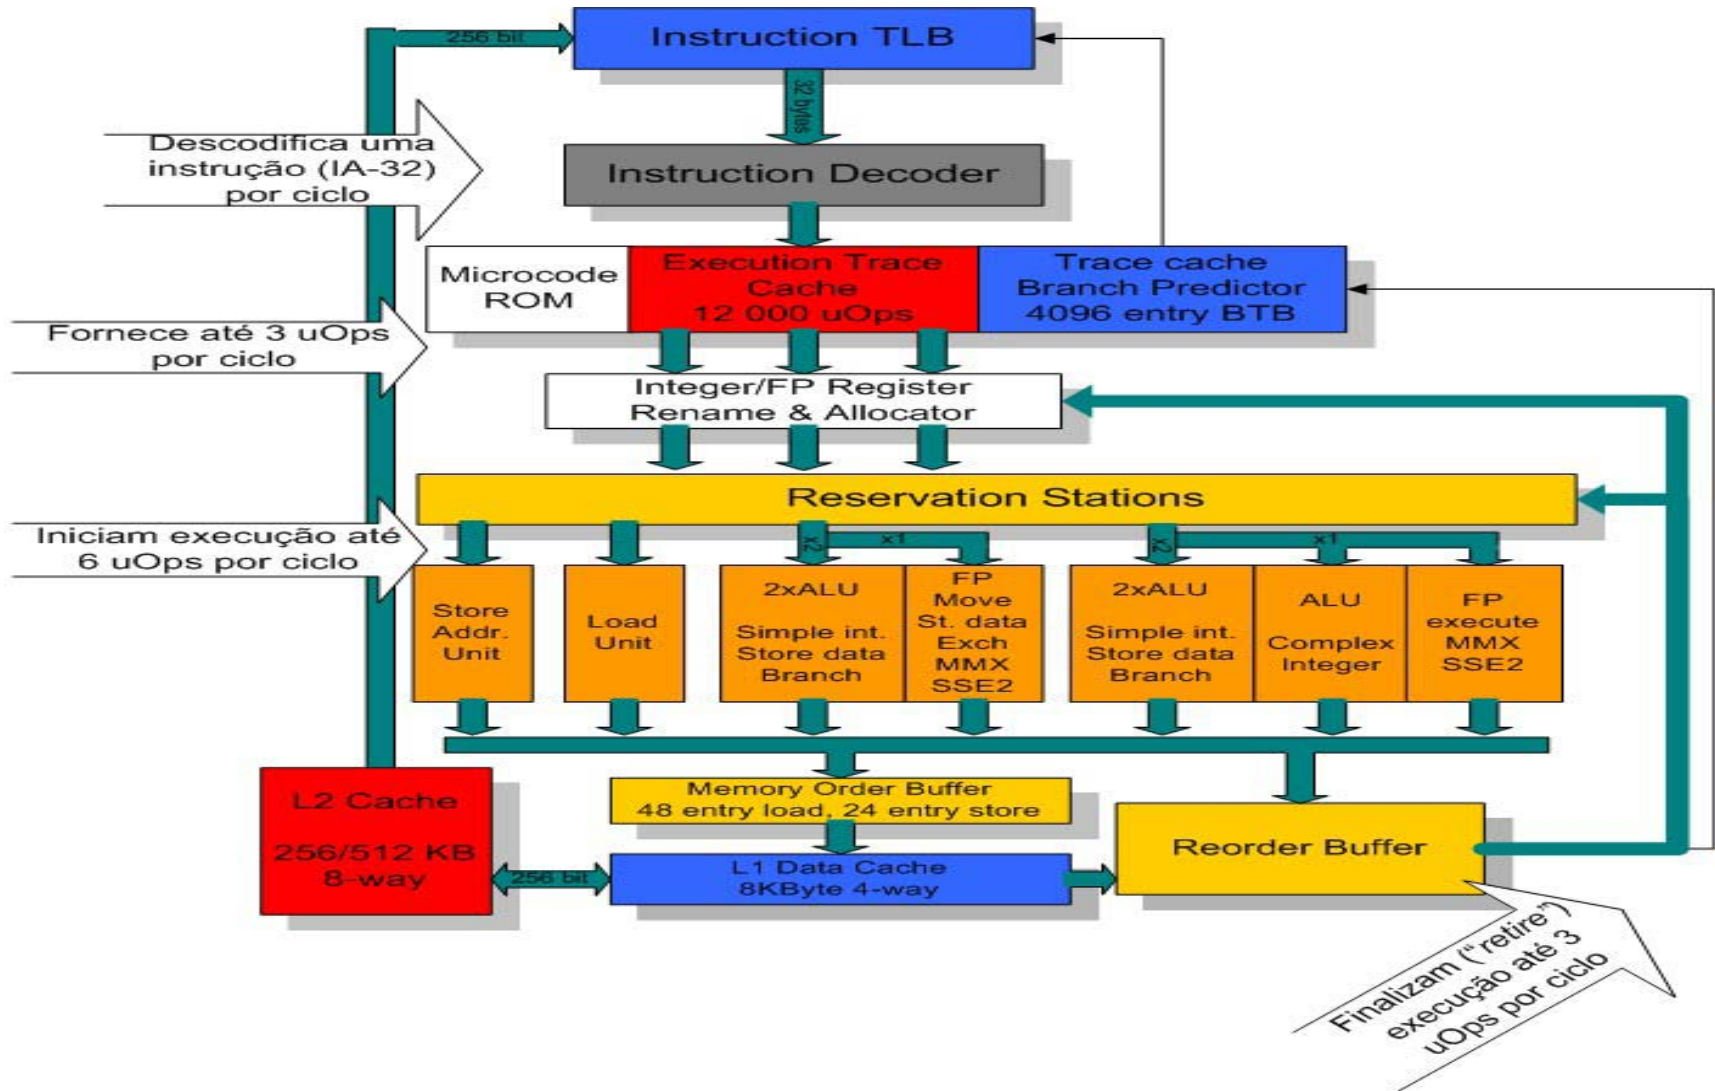 256 bit
Instruction TLB
32 bytes
Descodifica uma
instrução (IA-32)
por ciclo
Instruction Decoder
Microcode
ROM
Execution Trace
Cache
12 000 uOps
Trace cache
Branch Predictor
4096 entry BTB
Fornece até 3 uOps
por ciclo
Integer/FP Register
Rename & Allocator
Reservation Stations
Iniciam execução até
6 uOps por ciclo
x2
x1
x2
x1
Store
Addr.
Unit
Load
Unit
2xALU
Simple int.
Store data
Branch
FP
Move
St. data
Exch
MMX
SSE2
2xALU
Simple int.
Store data
Branch
ALU
Complex
Integer
FP
execute
MMX
SSE2
L2 Cache
256/512 KB
8-way
256 bit
Memory Order Buffer
48 entry load, 24 entry store
L1 Data Cache
8KByte 4-way
Reorder Buffer
Finalizam (“retire”)
execução até 3
uOps por ciclo